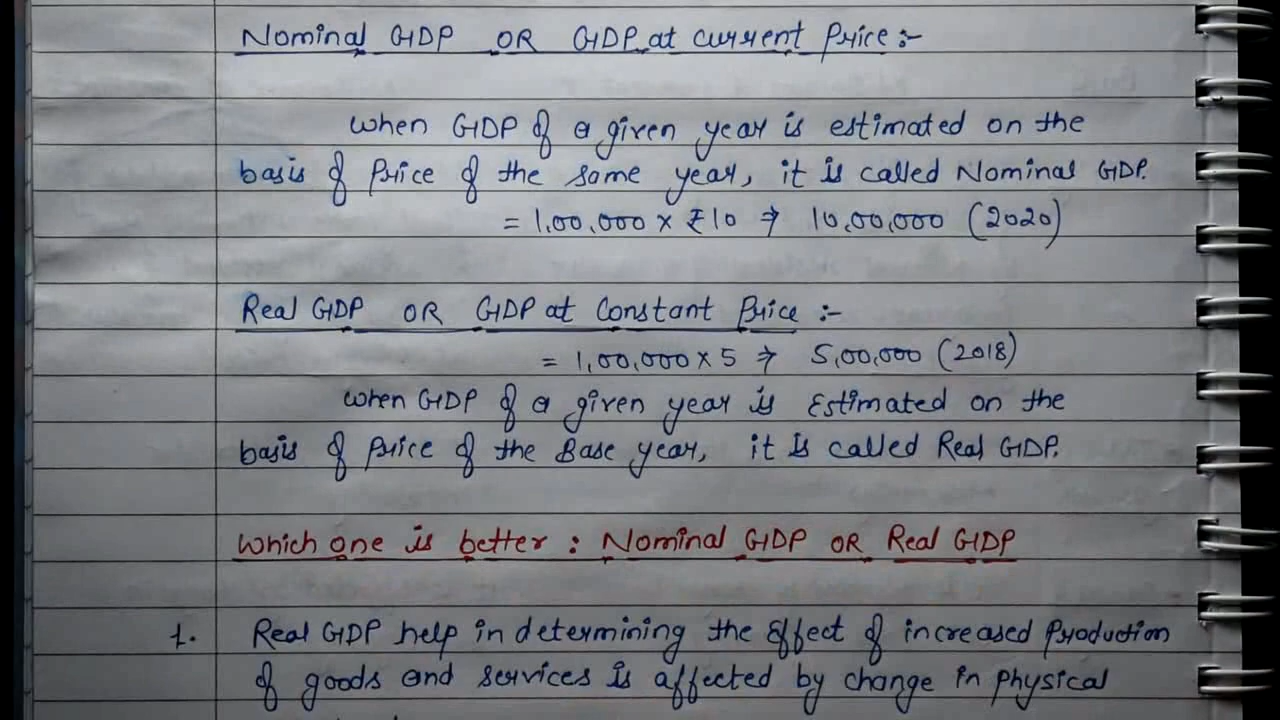 Nominal GDP OR GDP at current Price :-
When GDP of a given year is estimated on the
basis of Price of the same year, it is called Nominal GDP.
= 1,00,000 × ₹10 ⇒ 10,00,000 (2020)
Real GDP OR GDP at Constant Price :-
= 1,00,000 × 5 ⇒ 5,00,000 (2018)
When GDP of a given year is Estimated on the
basis of Price of the Base year, it is called Real GDP.
Which one is better : Nominal GDP OR Real GDP
1. Real GDP help in determining the Effect of increased Production
of goods and services is affected by change in physical